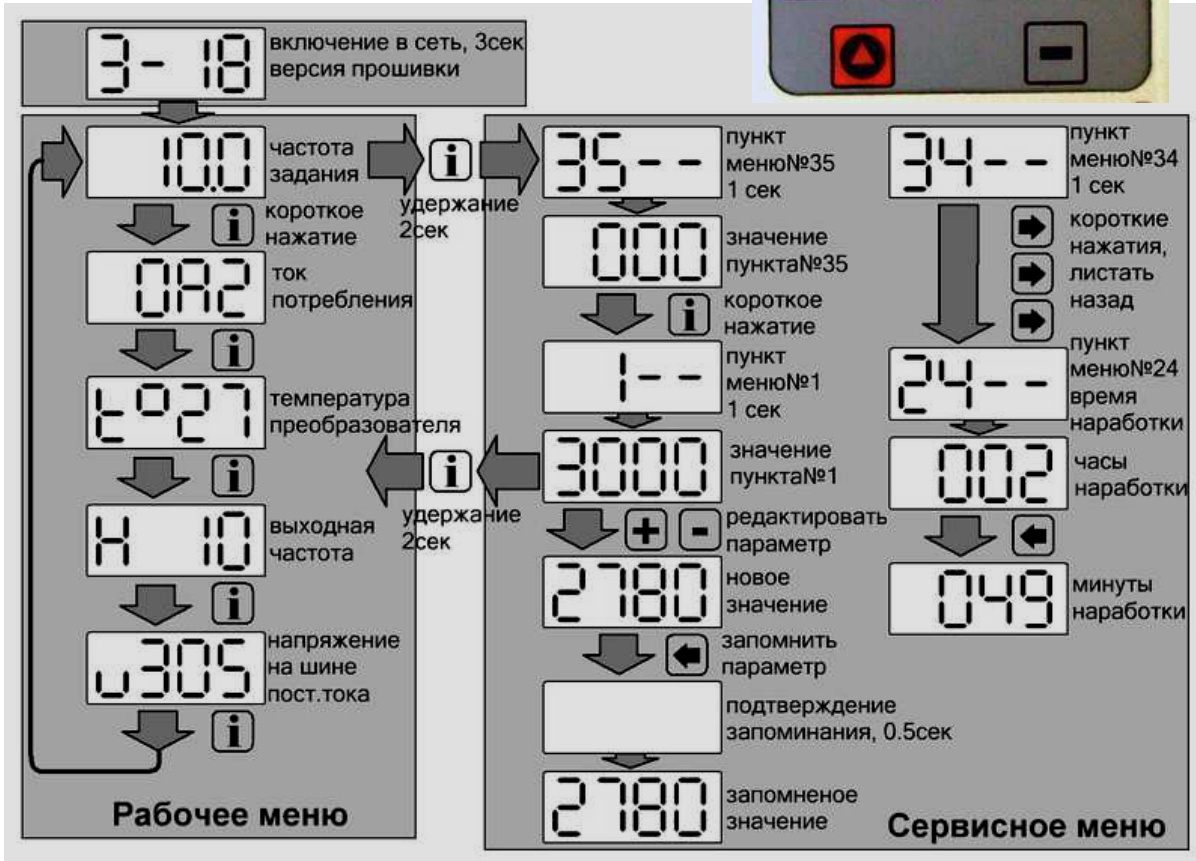 3- 18
включение в сеть, 3сек
версия прошивки
10.0
частота
задания
i
короткое
нажатие
0A2
ток
потребления
i
t°27
температура
преобразователя
i
H 10
выходная
частота
i
u305
напряжение
на шине
пост.тока
i
Рабочее меню
i
удержание
2сек
i
удержание
2сек
35--
пункт
меню№35
1 сек
000
значение
пункта№35
i
короткое
нажатие
1--
пункт
меню№1
1 сек
3000
значение
пункта№1
+ -
редактировать
параметр
2780
новое
значение
запомнить
параметр
подтверждение
запоминания, 0.5сек
2780
запомненое
значение
34--
пункт
меню№34
1 сек
короткие
нажатия,
листать
назад
24--
пункт
меню№24
время
наработки
002
часы
наработки
049
минуты
наработки
Сервисное меню